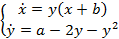 ẋ = y(x + b)
ẏ = a − 2y − y²